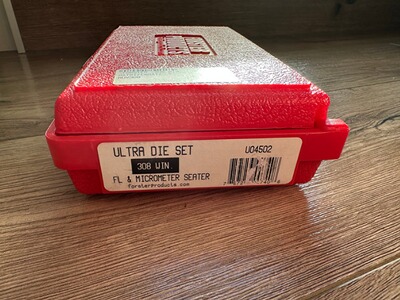 ULTRA DIE SET U04502
308 WIN
FL & MICROMETER SEATER
forsterProducts.com